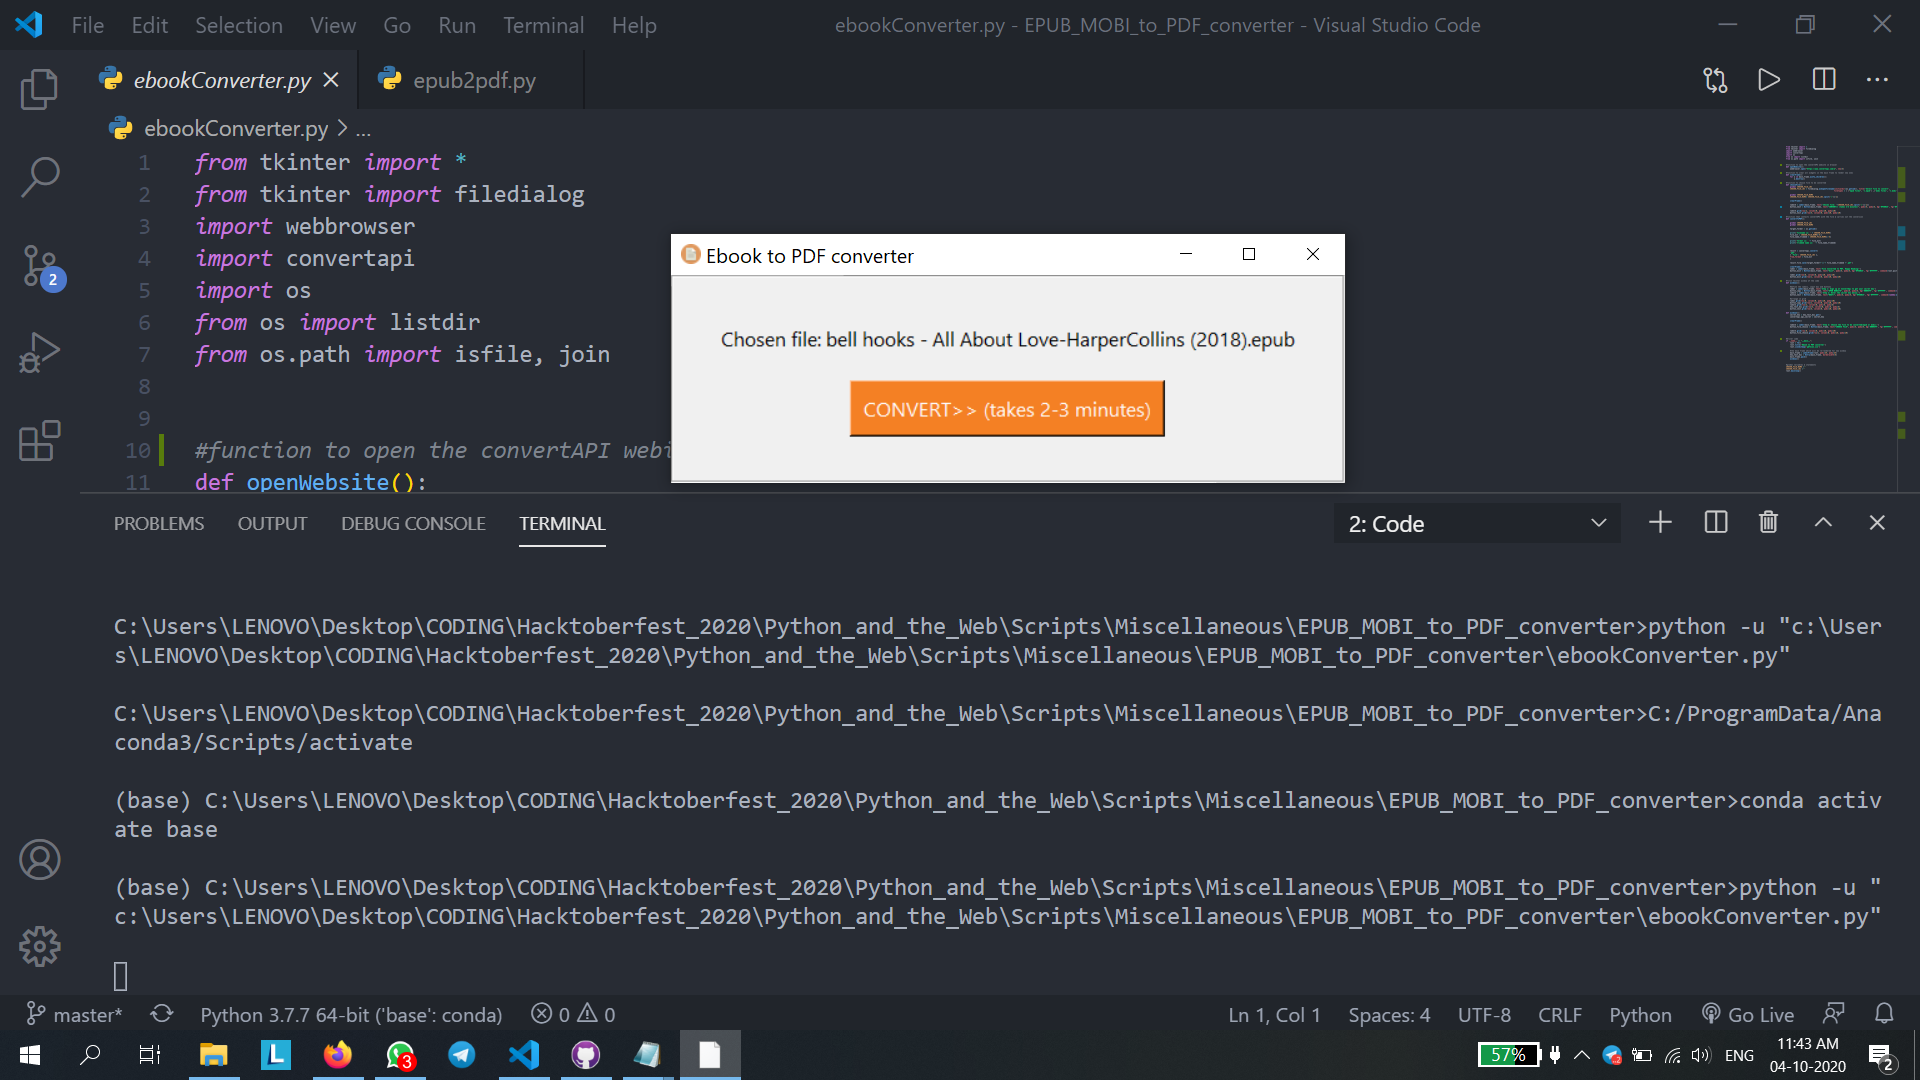 File Edit Selection View Go Run Terminal Help
ebookConverter.py - EPUB_MOBI_to_PDF_converter - Visual Studio Code
ebookConverter.py
epub2pdf.py
ebookConverter.py > ...
1 from tkinter import *
2 from tkinter import filedialog
3 import webbrowser
4 import convertapi
5 import os
6 from os import listdir
7 from os.path import isfile, join
8
9
10 #function to open the convertAPI
11 def openWebsite():
2
Ebook to PDF converter
Chosen file: bell hooks - All About Love-HarperCollins (2018).epub
CONVERT>> (takes 2-3 minutes)
PROBLEMS OUTPUT DEBUG CONSOLE TERMINAL
2: Code
C:\Users\LENOVO\Desktop\CODING\Hacktoberfest_2020\Python_and_the_Web\Scripts\Miscellaneous\EPUB_MOBI_to_PDF_converter>python -u "c:\User
s\LENOVO\Desktop\CODING\Hacktoberfest_2020\Python_and_the_Web\Scripts\Miscellaneous\EPUB_MOBI_to_PDF_converter\ebookConverter.py"
C:\Users\LENOVO\Desktop\CODING\Hacktoberfest_2020\Python_and_the_Web\Scripts\Miscellaneous\EPUB_MOBI_to_PDF_converter>C:/ProgramData/Ana
conda3/Scripts/activate
(base) C:\Users\LENOVO\Desktop\CODING\Hacktoberfest_2020\Python_and_the_Web\Scripts\Miscellaneous\EPUB_MOBI_to_PDF_converter>conda activ
ate base
(base) C:\Users\LENOVO\Desktop\CODING\Hacktoberfest_2020\Python_and_the_Web\Scripts\Miscellaneous\EPUB_MOBI_to_PDF_converter>python -u "
c:\Users\LENOVO\Desktop\CODING\Hacktoberfest_2020\Python_and_the_Web\Scripts\Miscellaneous\EPUB_MOBI_to_PDF_converter\ebookConverter.py"
master* Python 3.7.7 64-bit ('base': conda) 0 0
Ln 1, Col 1 Spaces: 4 UTF-8 CRLF Python Go Live
L
3
57%
ENG
11:43 AM
04-10-2020
2